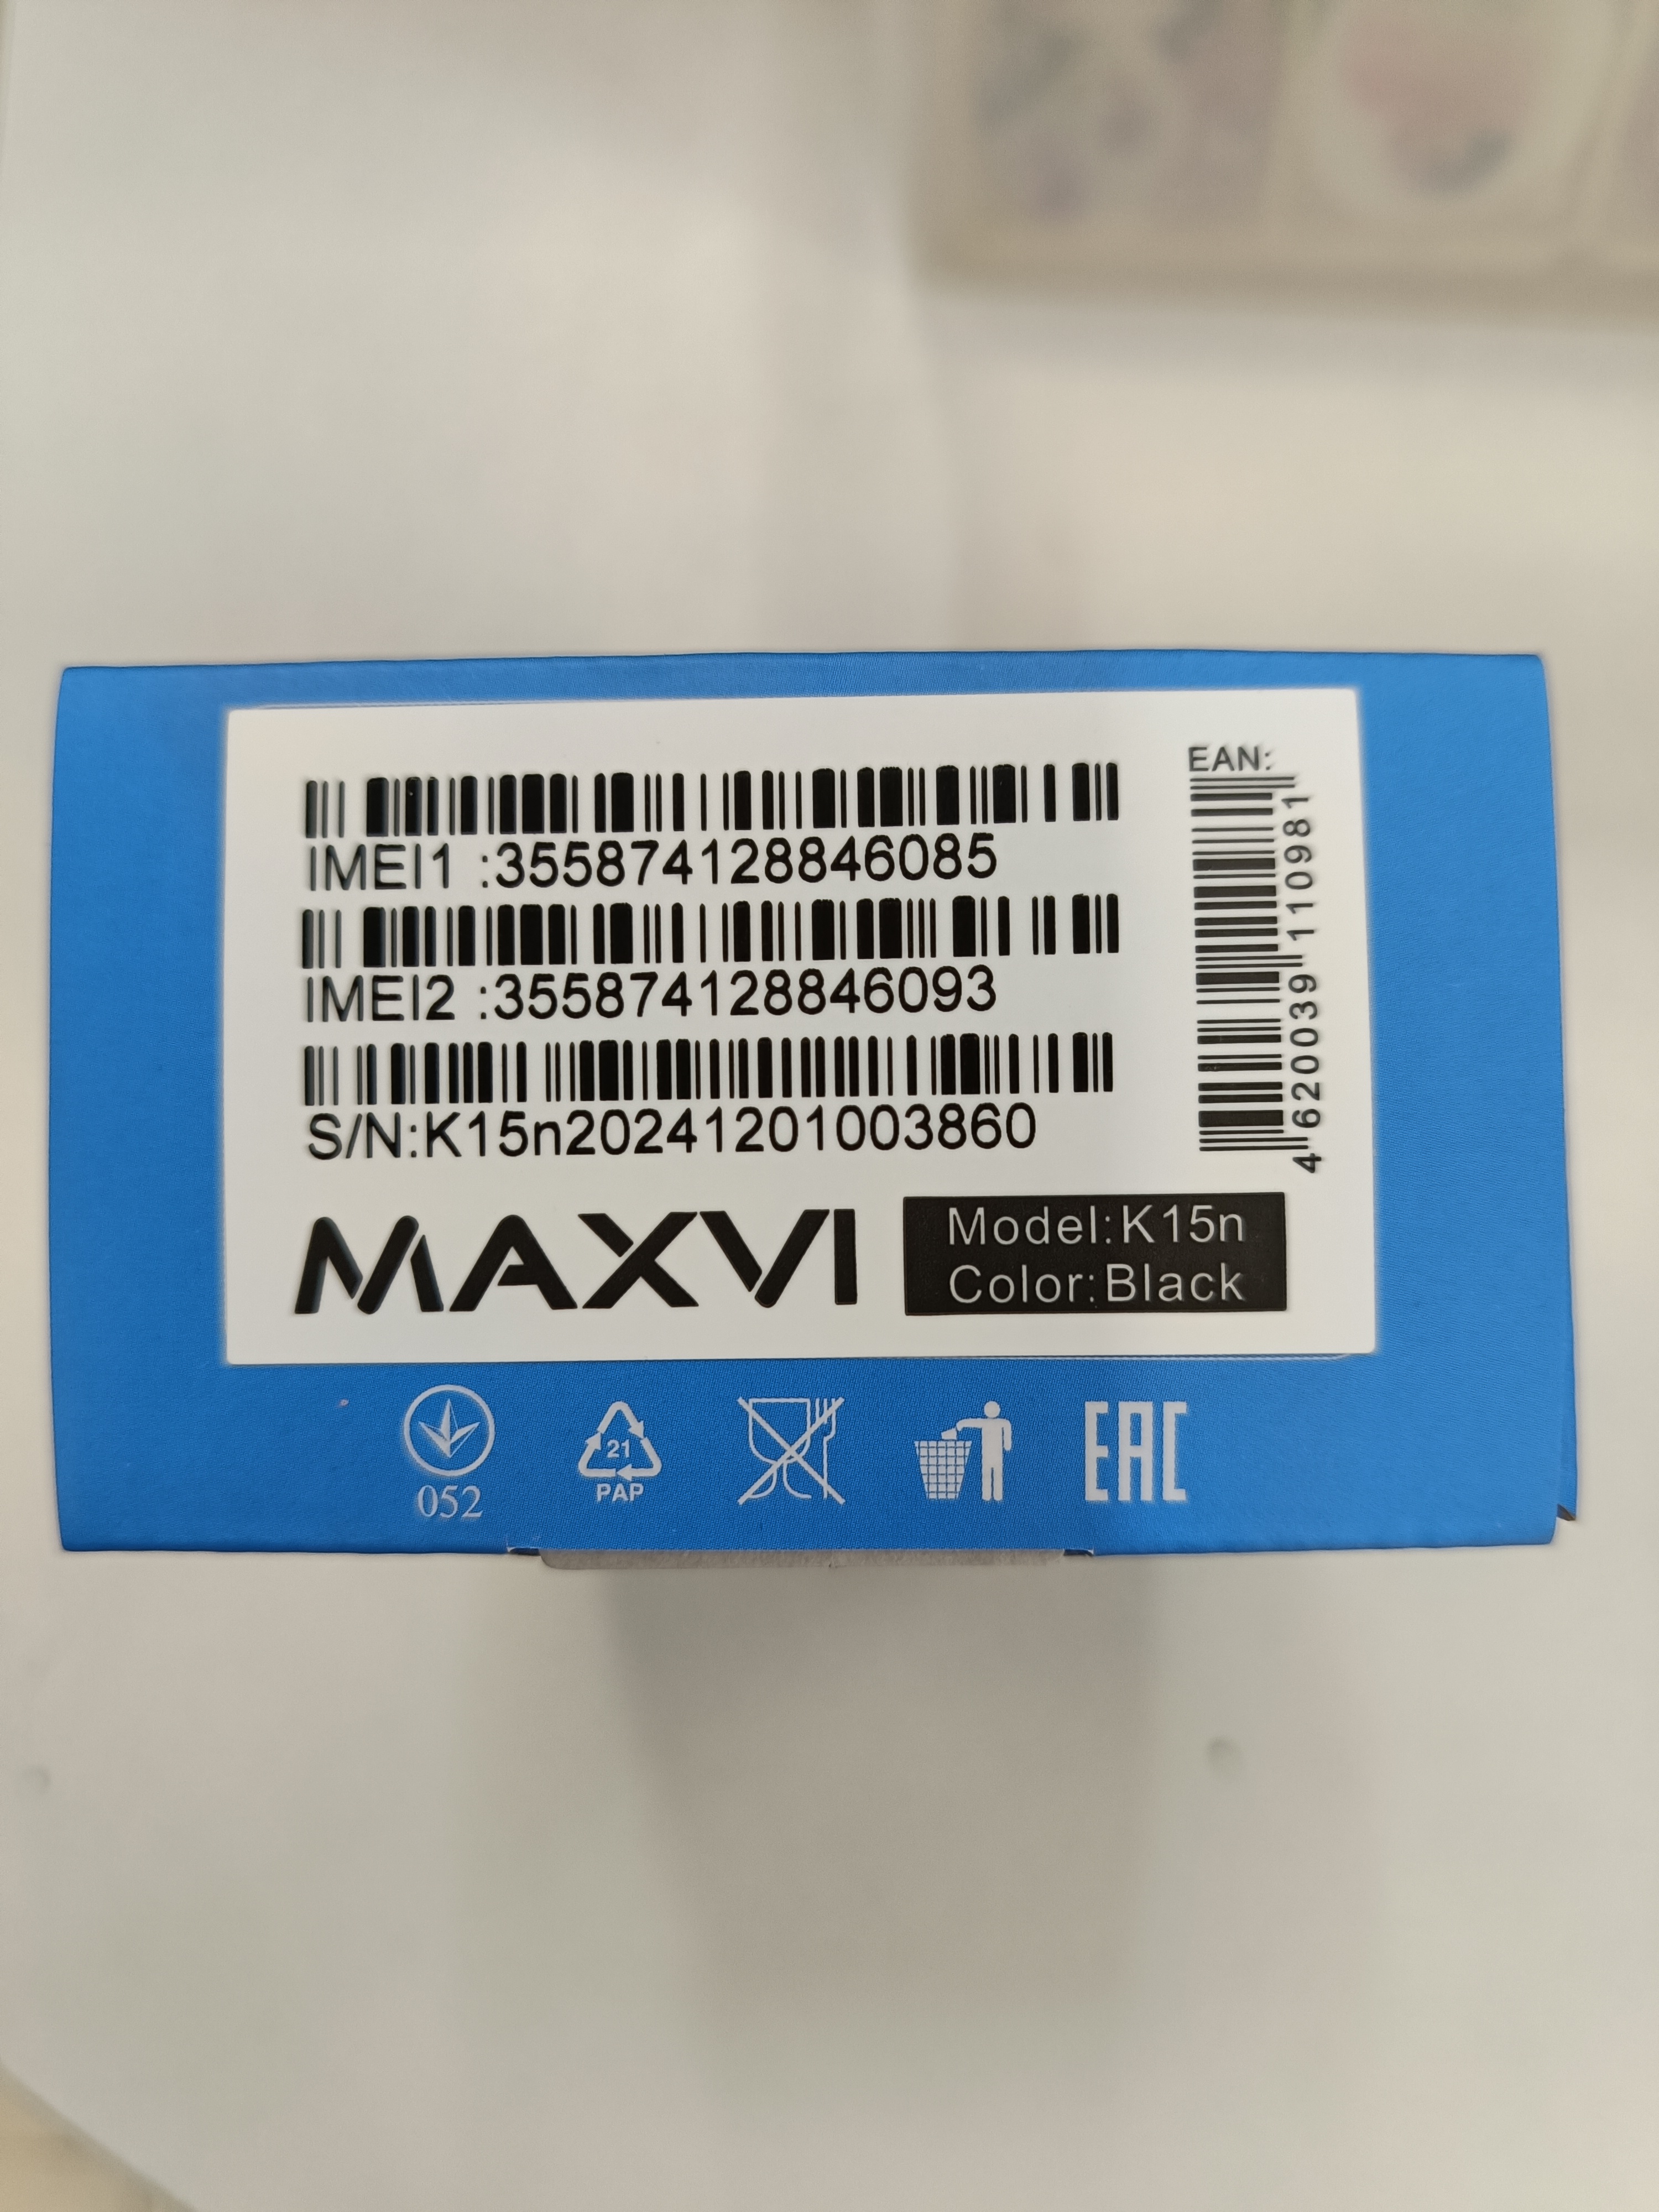 IMEI1 :355874128846085
IMEI2 :355874128846093
S/N:K15n20241201003860
EAN:
4 620039 110981
MAXVI
Model:K15n
Color:Black
052
21
PAP
EAC